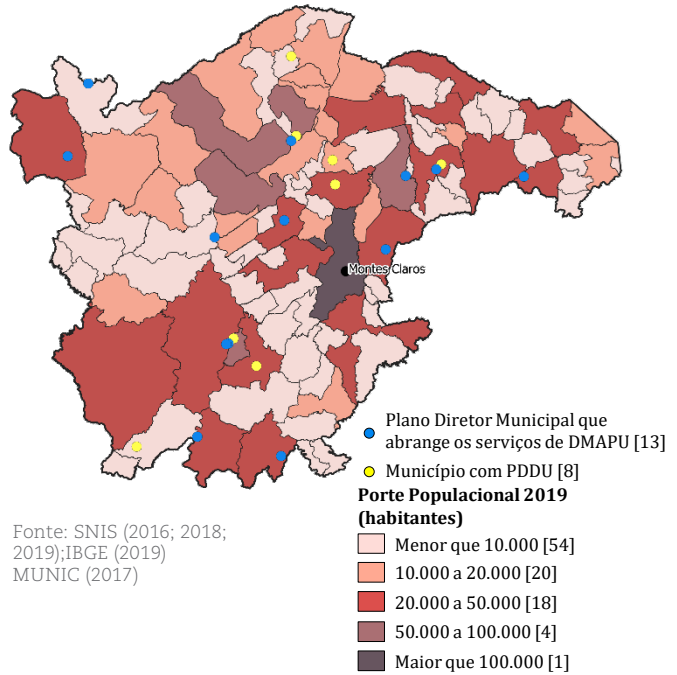 Montes Claros
Plano Diretor Municipal que
abrange os serviços de DMAPU [13]
Município com PDDU [8]
Porte Populacional 2019
(habitantes)
Menor que 10.000 [54]
10.000 a 20.000 [20]
20.000 a 50.000 [18]
50.000 a 100.000 [4]
Maior que 100.000 [1]
Fonte: SNIS (2016; 2018;
2019);IBGE (2019)
MUNIC (2017)